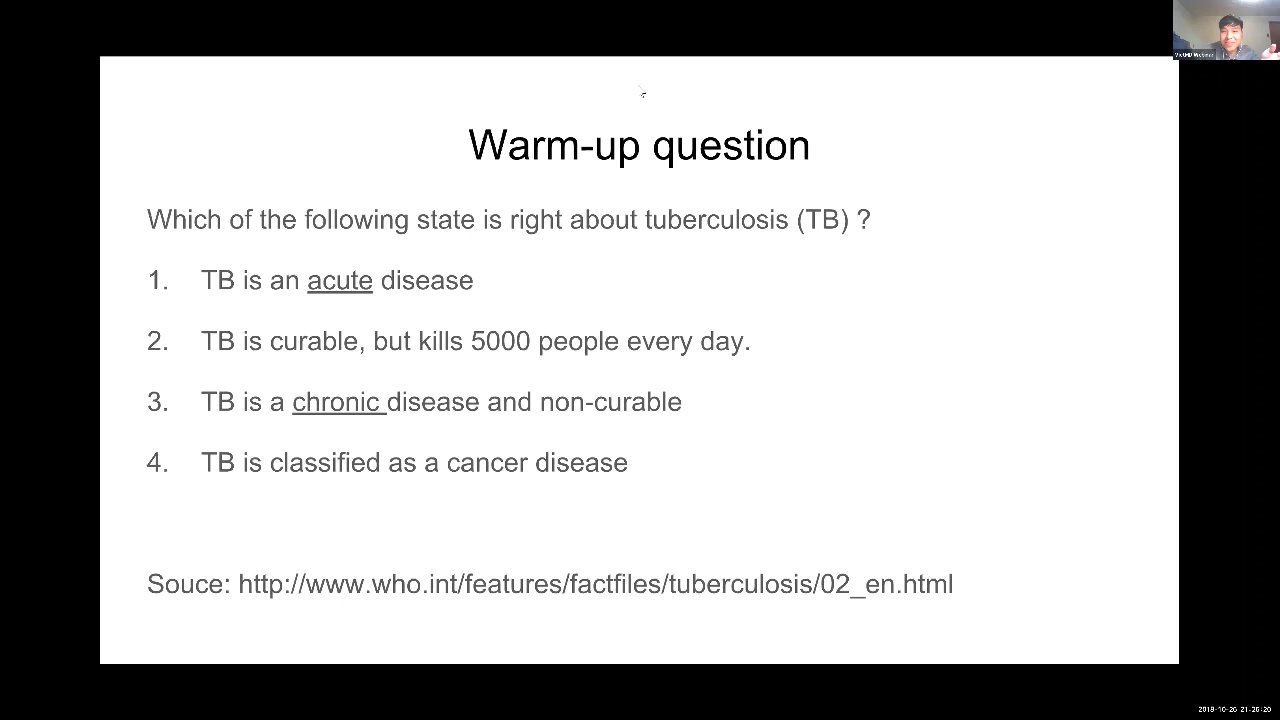 VietMD Webinar
Warm-up question
Which of the following state is right about tuberculosis (TB) ?
1. TB is an acute disease
2. TB is curable, but kills 5000 people every day.
3. TB is a chronic disease and non-curable
4. TB is classified as a cancer disease
Souce: http://www.who.int/features/factfiles/tuberculosis/02_en.html
2018-10-26 21:26:20